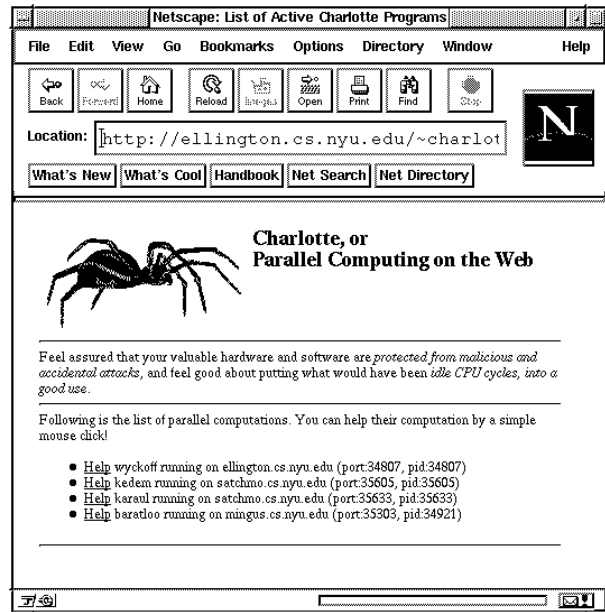 Netscape: List of Active Charlotte Programs
File Edit View Go Bookmarks Options Directory Window Help
Back Forward Home Reload Images Open Print Find Stop
Location: http://ellington.cs.nyu.edu/~charlot
N
What's New What's Cool Handbook Net Search Net Directory
Charlotte, or
Parallel Computing on the Web
Feel assured that your valuable hardware and software are protected from malicious and
accidental attacks, and feel good about putting what would have been idle CPU cycles, into a
good use.
Following is the list of parallel computations. You can help their computation by a simple
mouse click!
● Help wyckoff running on ellington.cs.nyu.edu (port:34807, pid:34807)
● Help kedem running on satchmo.cs.nyu.edu (port:35605, pid:35605)
● Help karaul running on satchmo.cs.nyu.edu (port:35633, pid:35633)
● Help baratloo running on mingus.cs.nyu.edu (port:35303, pid:34921)